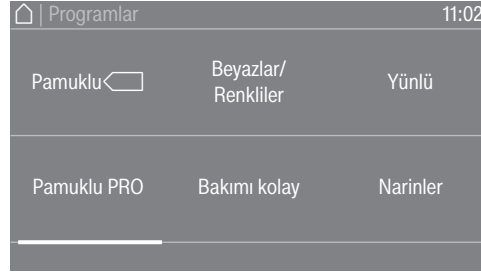 | Programlar 11:02
Pamuklu
Beyazlar/
Renkliler
Yünlü
Pamuklu PRO
Bakımı kolay
Narinler